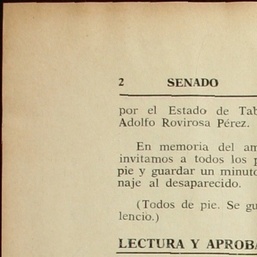 2 SENADO
por el Estado de Tab
Adolfo Rovirosa Pérez.
En memoria del am
invitamos a todos los p
pie y guardar un minuto
naje al desaparecido.
(Todos de pie. Se gu
lencio.)
LECTURA Y APROBA